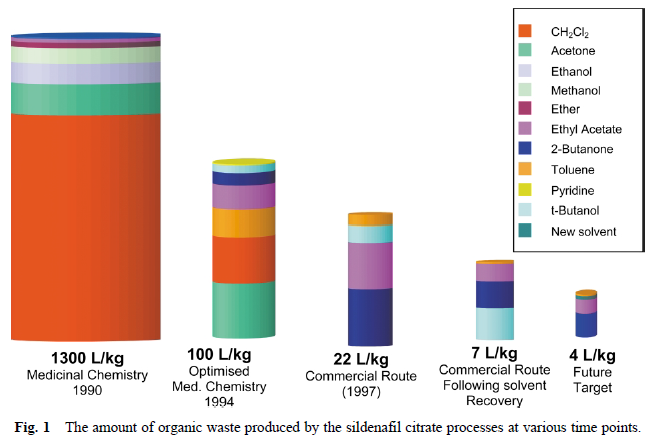 CH₂Cl₂
Acetone
Ethanol
Methanol
Ether
Ethyl Acetate
2-Butanone
Toluene
Pyridine
t-Butanol
New solvent
1300 L/kg
Medicinal Chemistry
1990
100 L/kg
Optimised
Med. Chemistry
1994
22 L/kg
Commercial Route
(1997)
7 L/kg
Commercial Route
Following solvent
Recovery
4 L/kg
Future
Target
Fig. 1 The amount of organic waste produced by the sildenafil citrate processes at various time points.